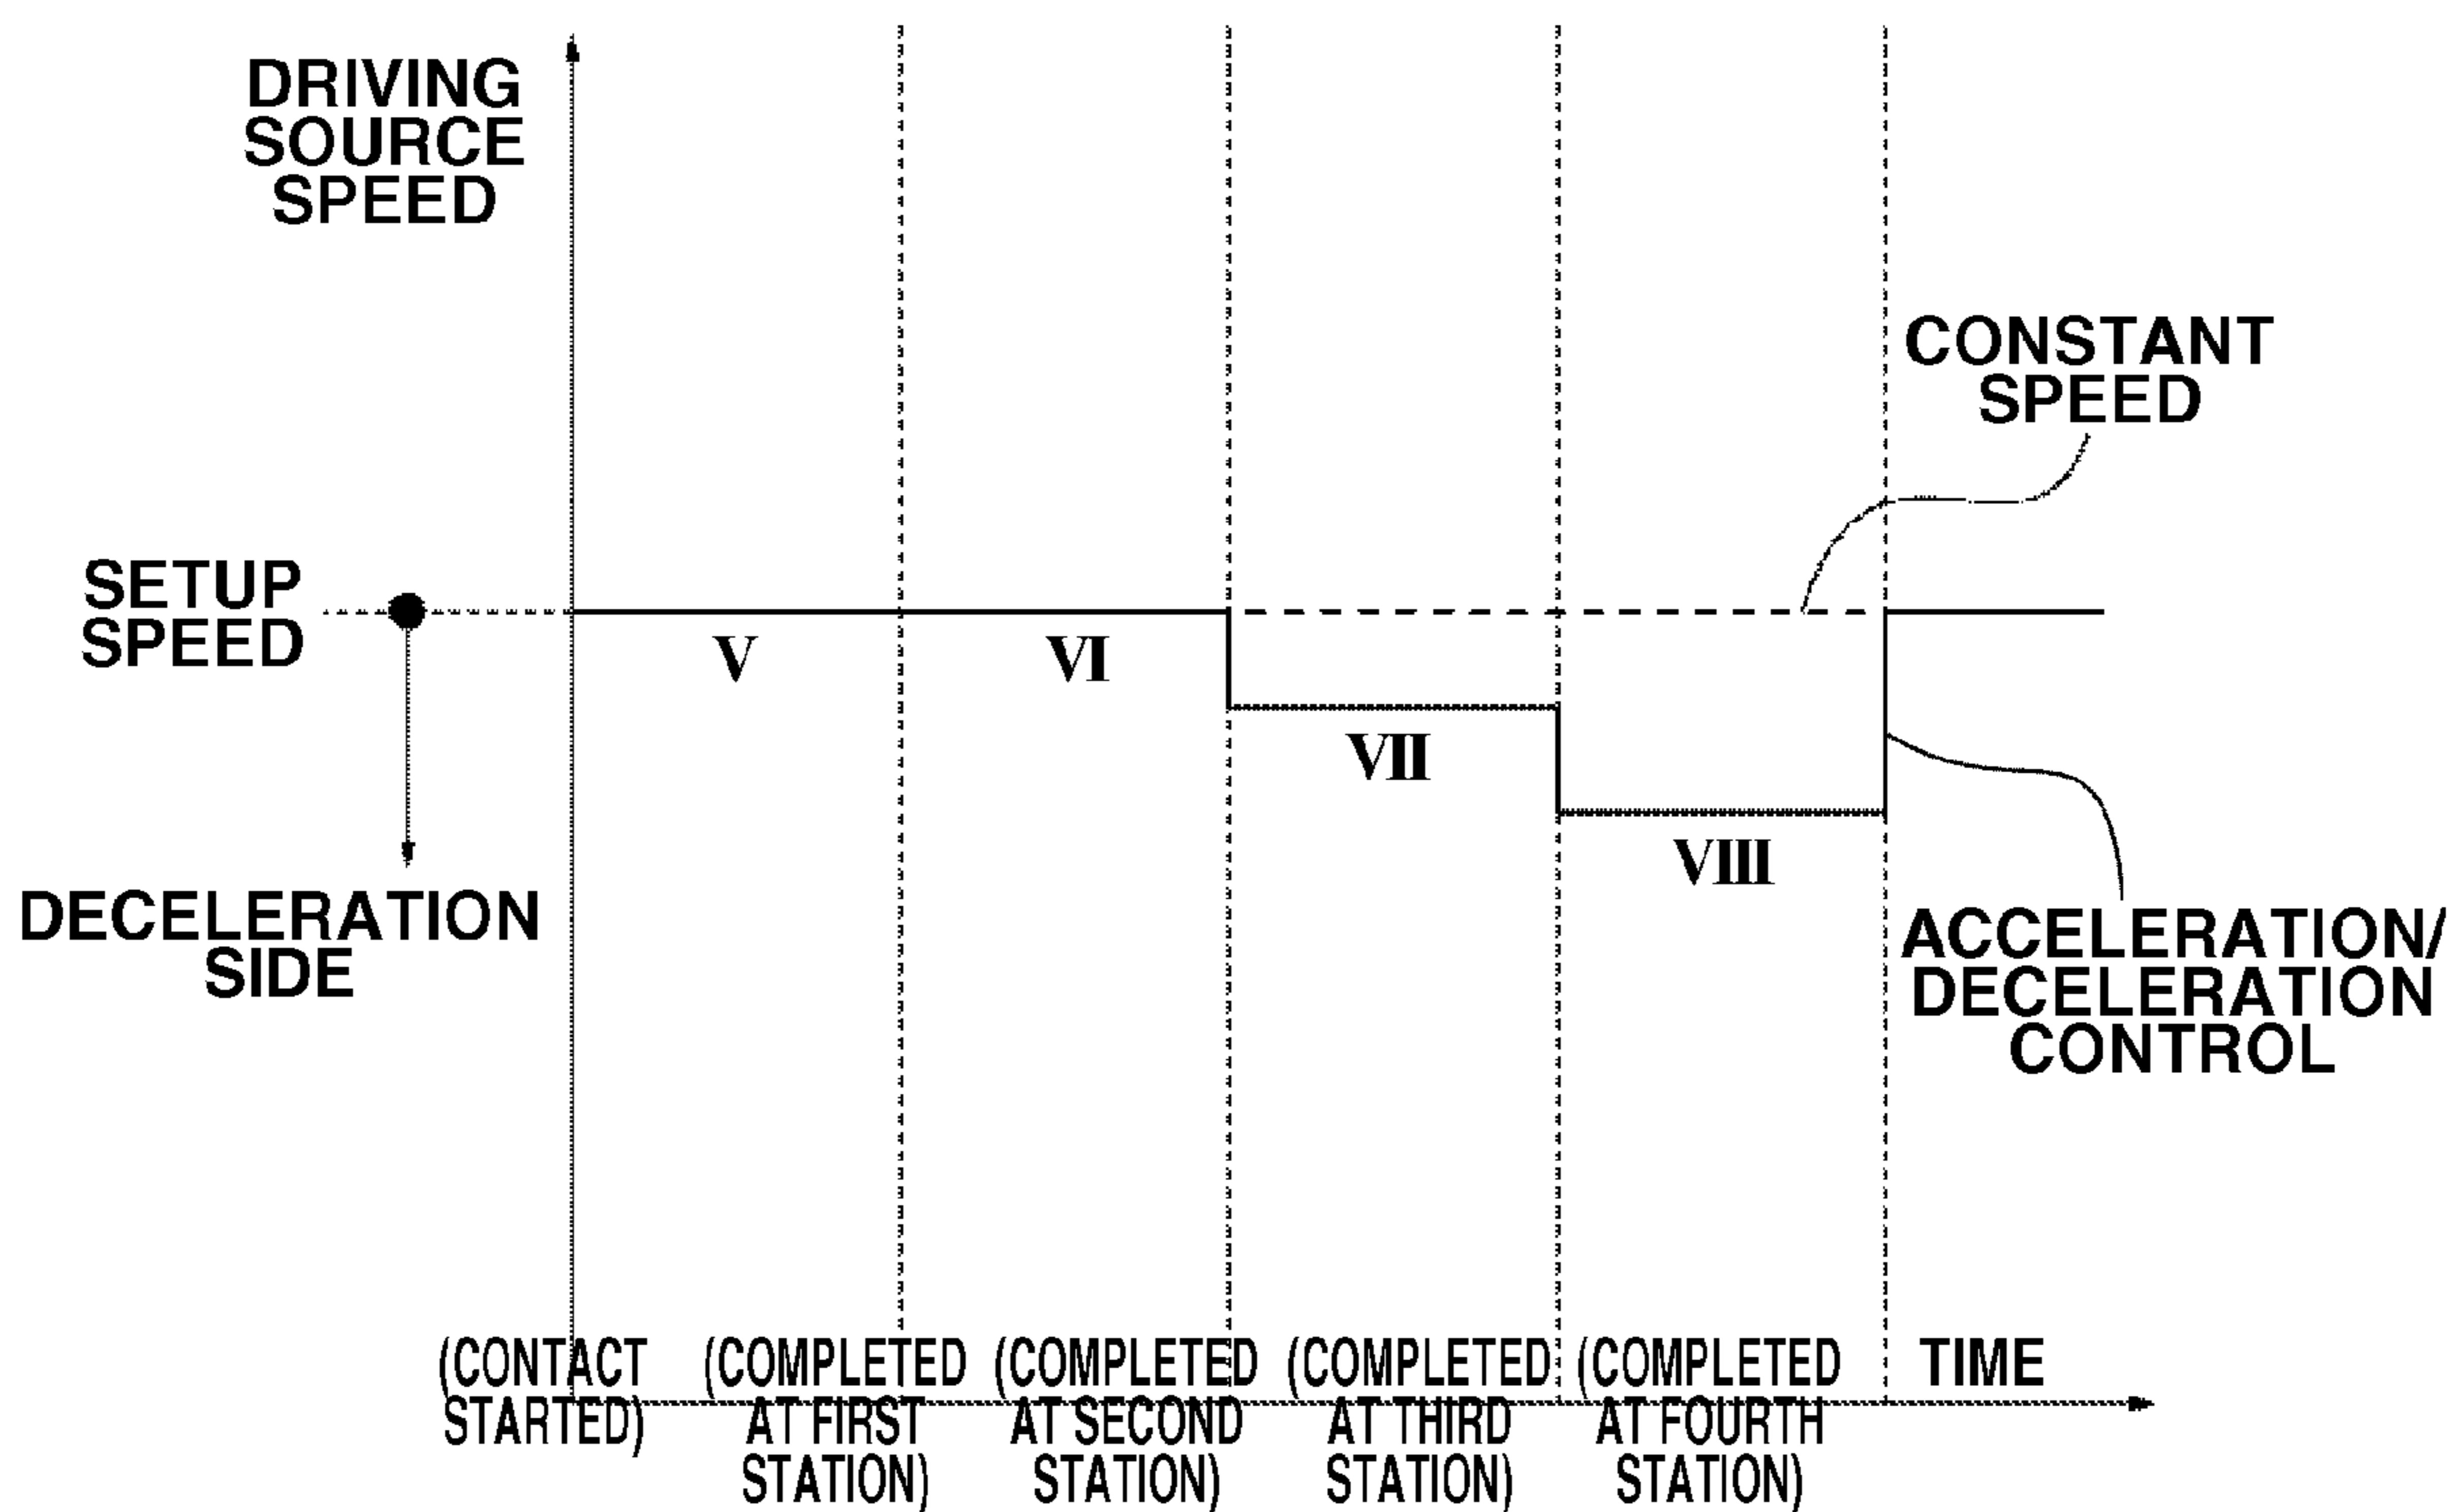 DRIVING
SOURCE
SPEED
CONSTANT
SPEED
SETUP
SPEED
V
VI
VII
VIII
DECELERATION
SIDE
ACCELERATION/
DECELERATION
CONTROL
(CONTACT
STARTED)
(COMPLETED
AT FIRST
STATION)
(COMPLETED
AT SECOND
STATION)
(COMPLETED
AT THIRD
STATION)
(COMPLETED
AT FOURTH
STATION)
TIME